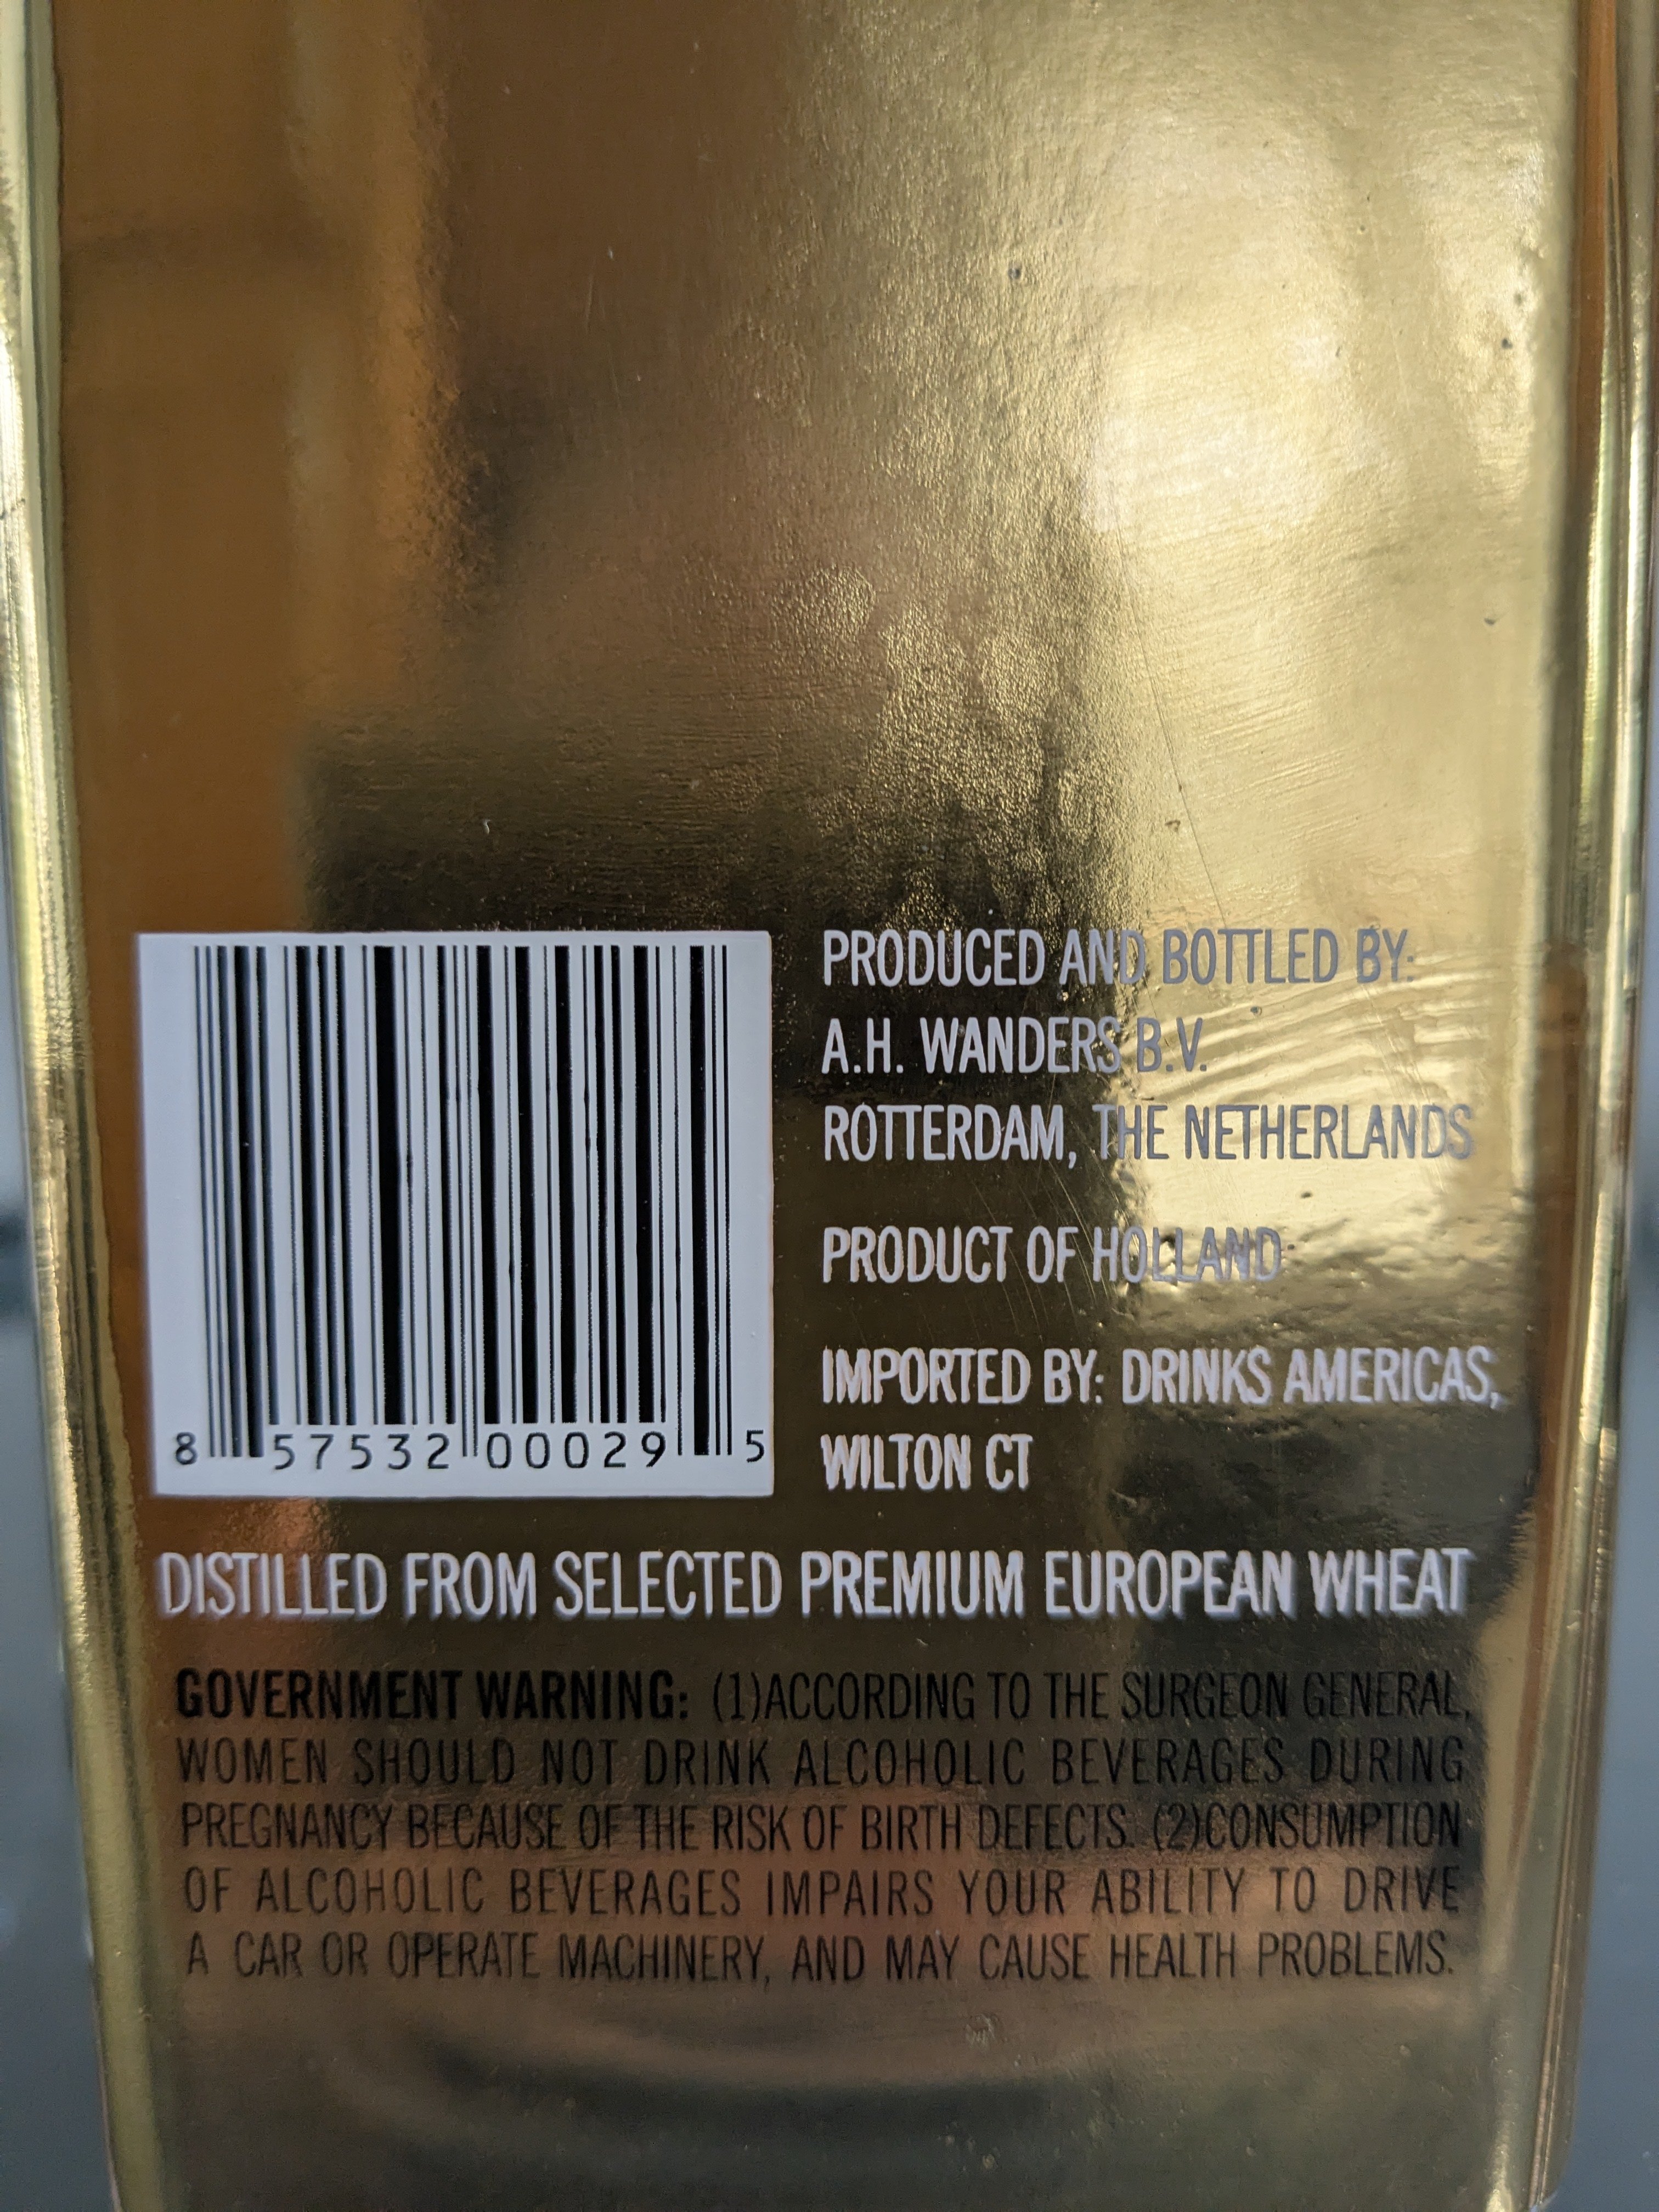 PRODUCED AND BOTTLED BY:
A.H. WANDERS B.V.
ROTTERDAM, THE NETHERLANDS
PRODUCT OF HOLLAND
IMPORTED BY: DRINKS AMERICAS,
WILTON CT
8 57532 00029 5
DISTILLED FROM SELECTED PREMIUM EUROPEAN WHEAT
GOVERNMENT WARNING: (1)ACCORDING TO THE SURGEON GENERAL,
WOMEN SHOULD NOT DRINK ALCOHOLIC BEVERAGES DURING
PREGNANCY BECAUSE OF THE RISK OF BIRTH DEFECTS. (2)CONSUMPTION
OF ALCOHOLIC BEVERAGES IMPAIRS YOUR ABILITY TO DRIVE
A CAR OR OPERATE MACHINERY, AND MAY CAUSE HEALTH PROBLEMS.